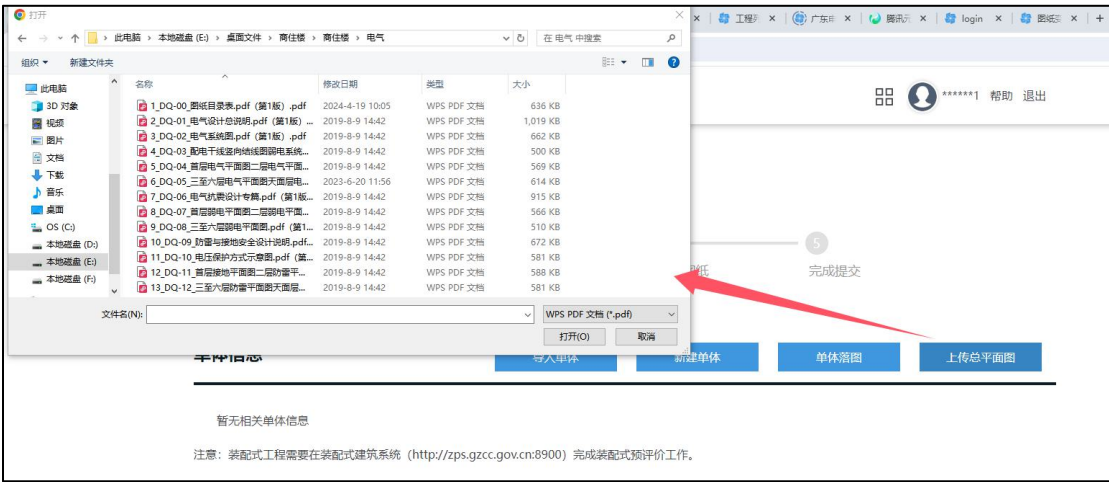 打开
工程列 广东日 腾讯云 login 图纸
此电脑 › 本地磁盘 (E:) › 桌面文件 › 商住楼 › 商住楼 › 电气 在 电气 中搜索
组织 新建文件夹
******1 帮助 退出
名称 修改日期 类型 大小
此电脑
3D 对象
视频
图片
文档
下载
音乐
桌面
OS (C:)
本地磁盘 (D:)
本地磁盘 (E:)
本地磁盘 (F:)
1_DQ-00_图纸目录表.pdf（第1版）.pdf 2024-4-19 10:05 WPS PDF 文档 636 KB
2_DQ-01_电气设计总说明.pdf（第1版）... 2019-8-9 14:42 WPS PDF 文档 1,019 KB
3_DQ-02_电气系统图.pdf（第1版）.pdf 2019-8-9 14:42 WPS PDF 文档 662 KB
4_DQ-03_配电干线竖向结线图弱电系统... 2019-8-9 14:42 WPS PDF 文档 500 KB
5_DQ-04_首层电气平面图二层电气平面... 2019-8-9 14:42 WPS PDF 文档 569 KB
6_DQ-05_三至六层电气平面图天面层电... 2023-6-20 11:56 WPS PDF 文档 614 KB
7_DQ-06_电气抗震设计专篇.pdf（第1版... 2019-8-9 14:42 WPS PDF 文档 915 KB
8_DQ-07_首层弱电平面图二层弱电平面... 2019-8-9 14:42 WPS PDF 文档 566 KB
9_DQ-08_三至六层弱电平面图.pdf（第1... 2019-8-9 14:42 WPS PDF 文档 510 KB
10_DQ-09_防雷与接地安全设计说明.pdf... 2019-8-9 14:42 WPS PDF 文档 672 KB
11_DQ-10_电压保护方式示意图.pdf（第... 2019-8-9 14:42 WPS PDF 文档 581 KB
12_DQ-11_首层接地平面图二层防雷平... 2019-8-9 14:42 WPS PDF 文档 588 KB
13_DQ-12_三至六层防雷平面图天面层... 2019-8-9 14:42 WPS PDF 文档 581 KB
5
纸 完成提交
文件名(N): WPS PDF 文档 (*.pdf)
打开(O) 取消
单体信息 导入单体 新建单体 单体落图 上传总平面图
暂无相关单体信息
注意：装配式工程需要在装配式建筑系统（http://zps.gzcc.gov.cn:8900）完成装配式预评价工作。